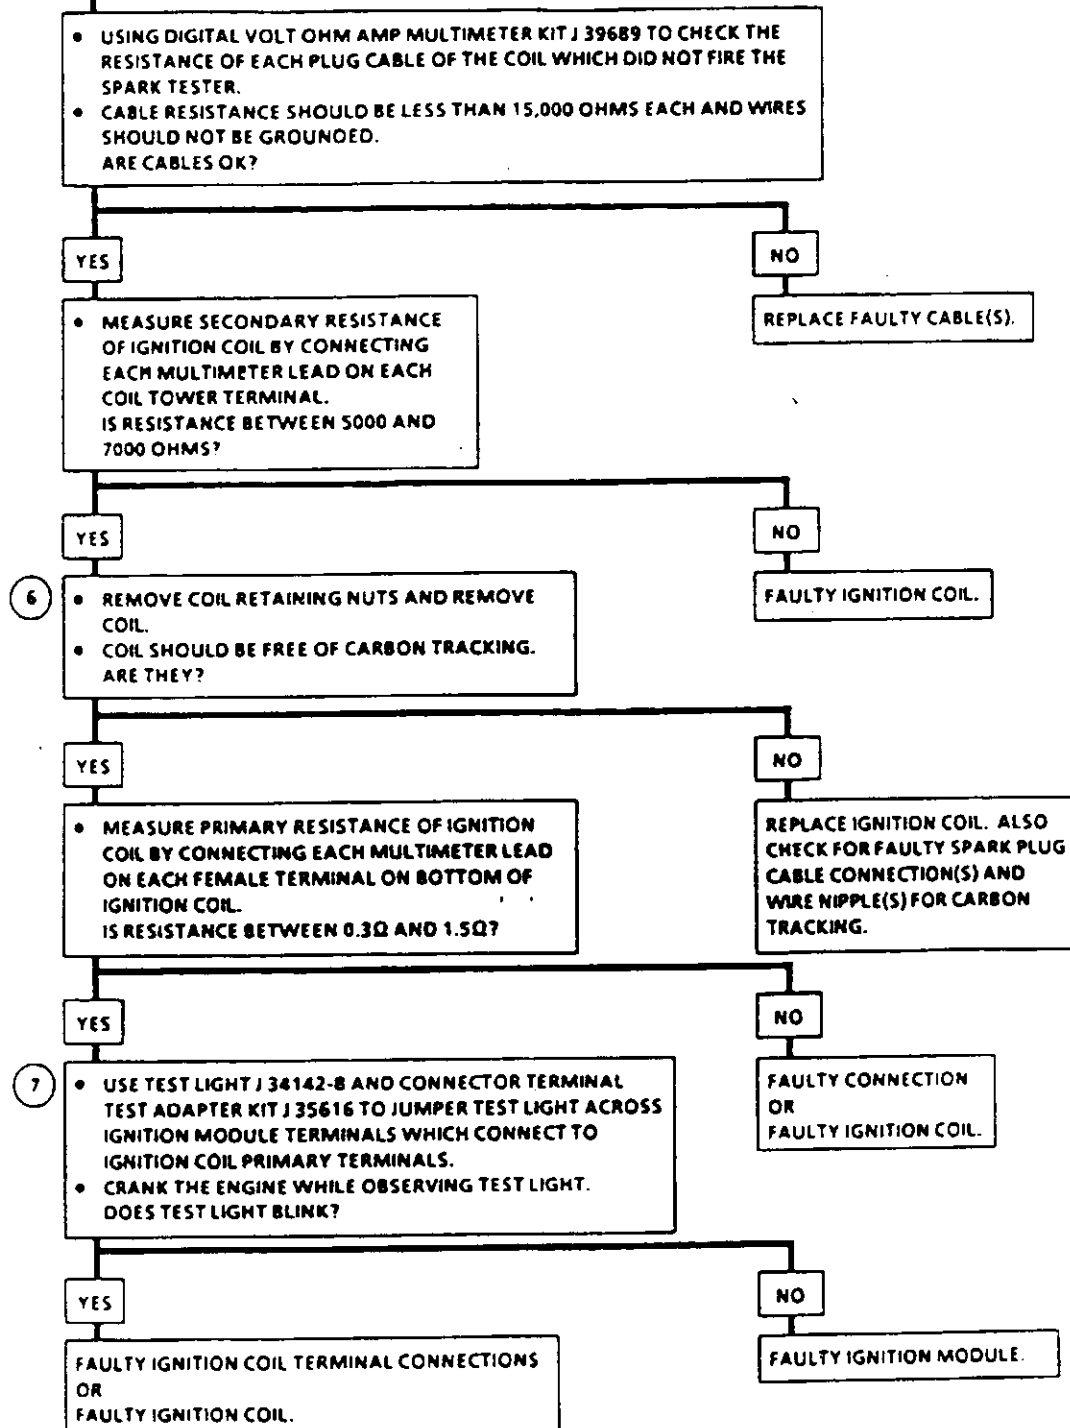 • USING DIGITAL VOLT OHM AMP MULTIMETER KIT J 39689 TO CHECK THE
RESISTANCE OF EACH PLUG CABLE OF THE COIL WHICH DID NOT FIRE THE
SPARK TESTER.
• CABLE RESISTANCE SHOULD BE LESS THAN 15,000 OHMS EACH AND WIRES
SHOULD NOT BE GROUNDED.
ARE CABLES OK?
YES
NO
• MEASURE SECONDARY RESISTANCE
OF IGNITION COIL BY CONNECTING
EACH MULTIMETER LEAD ON EACH
COIL TOWER TERMINAL.
IS RESISTANCE BETWEEN 5000 AND
7000 OHMS?
REPLACE FAULTY CABLE(S).
YES
NO
6
• REMOVE COIL RETAINING NUTS AND REMOVE
COIL.
• COIL SHOULD BE FREE OF CARBON TRACKING.
ARE THEY?
FAULTY IGNITION COIL.
YES
NO
• MEASURE PRIMARY RESISTANCE OF IGNITION
COIL BY CONNECTING EACH MULTIMETER LEAD
ON EACH FEMALE TERMINAL ON BOTTOM OF
IGNITION COIL.
IS RESISTANCE BETWEEN 0.3Ω AND 1.5Ω?
REPLACE IGNITION COIL. ALSO
CHECK FOR FAULTY SPARK PLUG
CABLE CONNECTION(S) AND
WIRE NIPPLE(S) FOR CARBON
TRACKING.
YES
NO
7
• USE TEST LIGHT J 34142-B AND CONNECTOR TERMINAL
TEST ADAPTER KIT J 35616 TO JUMPER TEST LIGHT ACROSS
IGNITION MODULE TERMINALS WHICH CONNECT TO
IGNITION COIL PRIMARY TERMINALS.
• CRANK THE ENGINE WHILE OBSERVING TEST LIGHT.
DOES TEST LIGHT BLINK?
FAULTY CONNECTION
OR
FAULTY IGNITION COIL.
YES
NO
FAULTY IGNITION COIL TERMINAL CONNECTIONS
OR
FAULTY IGNITION COIL.
FAULTY IGNITION MODULE.